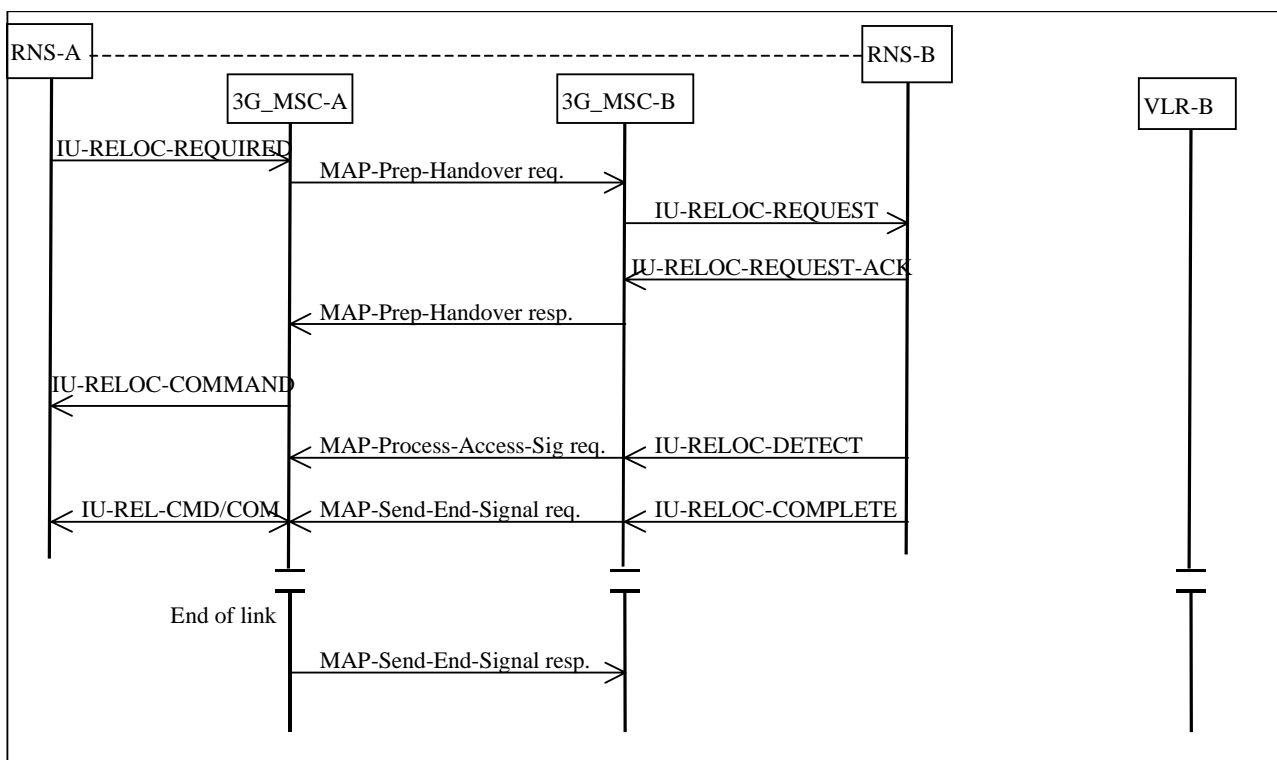 RNS-A
RNS-B
3G_MSC-A
3G_MSC-B
VLR-B
IU-RELOC-REQUIRED
MAP-Prep-Handover req.
IU-RELOC-REQUEST
IU-RELOC-REQUEST-ACK
MAP-Prep-Handover resp.
IU-RELOC-COMMAND
MAP-Process-Access-Sig req.
IU-RELOC-DETECT
IU-REL-CMD/COM
MAP-Send-End-Signal req.
IU-RELOC-COMPLETE
End of link
MAP-Send-End-Signal resp.